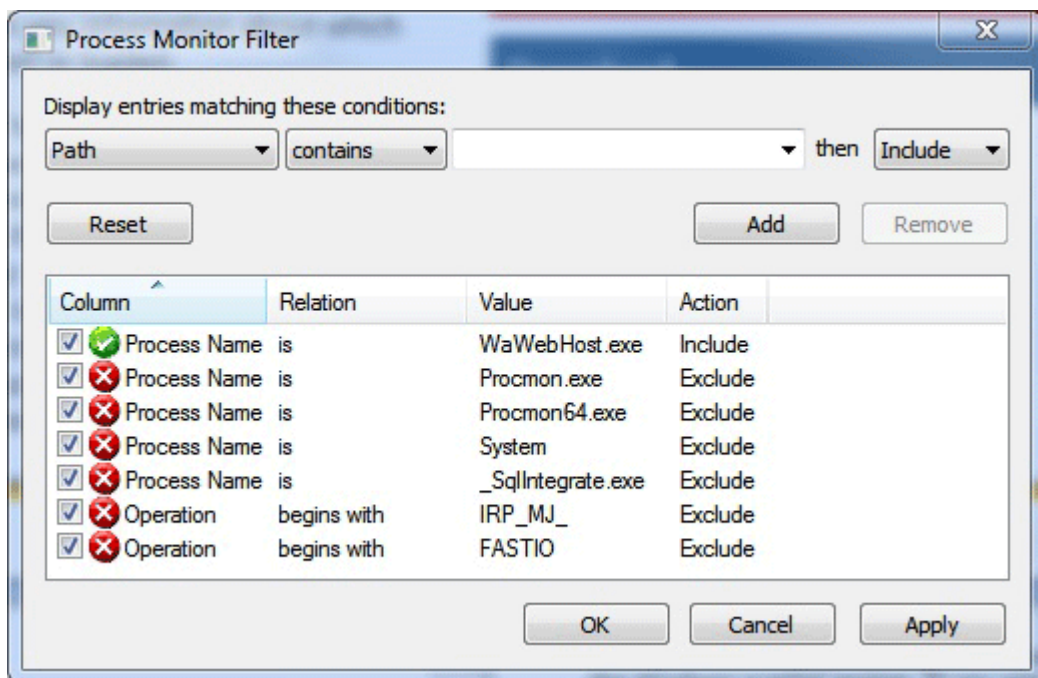 Process Monitor Filter
Display entries matching these conditions:
Path contains then Include
Reset Add Remove
Column Relation Value Action
Process Name is WaWebHost.exe Include
Process Name is Procmon.exe Exclude
Process Name is Procmon64.exe Exclude
Process Name is System Exclude
Process Name is _SqlIntegrate.exe Exclude
Operation begins with IRP_MJ_ Exclude
Operation begins with FASTIO Exclude
OK Cancel Apply